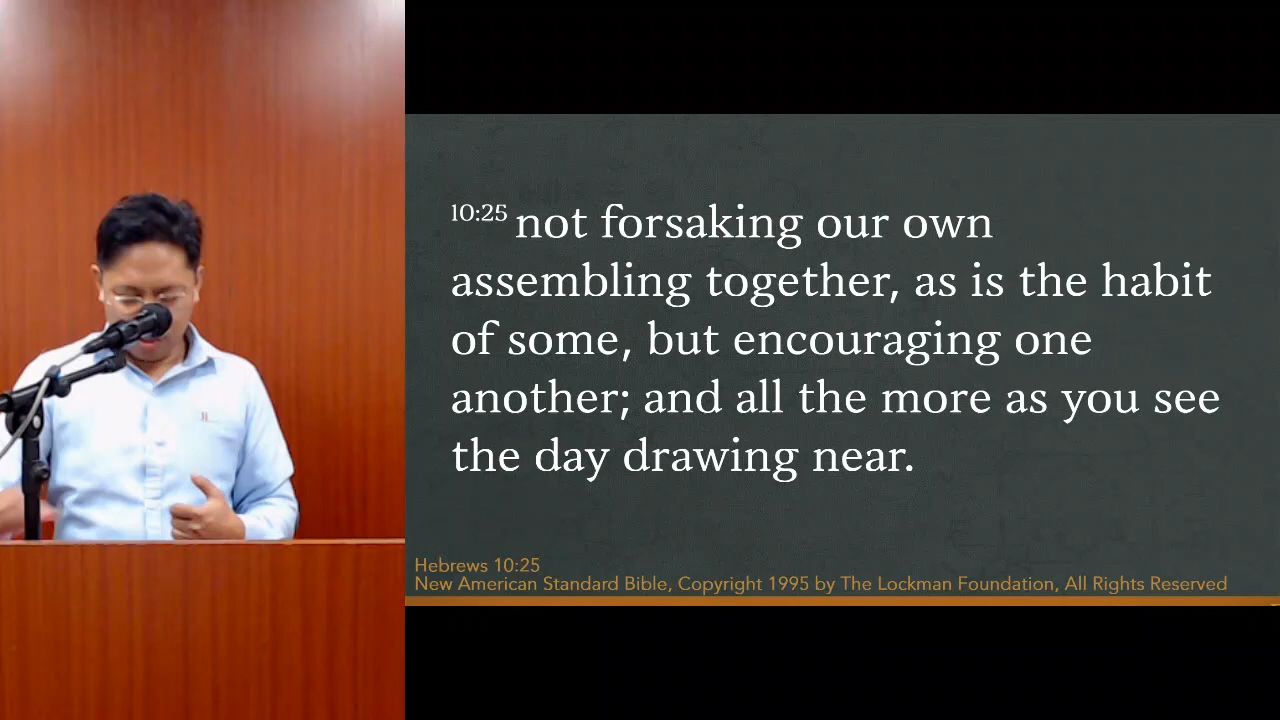 10:25 not forsaking our own
assembling together, as is the habit
of some, but encouraging one
another; and all the more as you see
the day drawing near.
Hebrews 10:25
New American Standard Bible, Copyright 1995 by The Lockman Foundation, All Rights Reserved